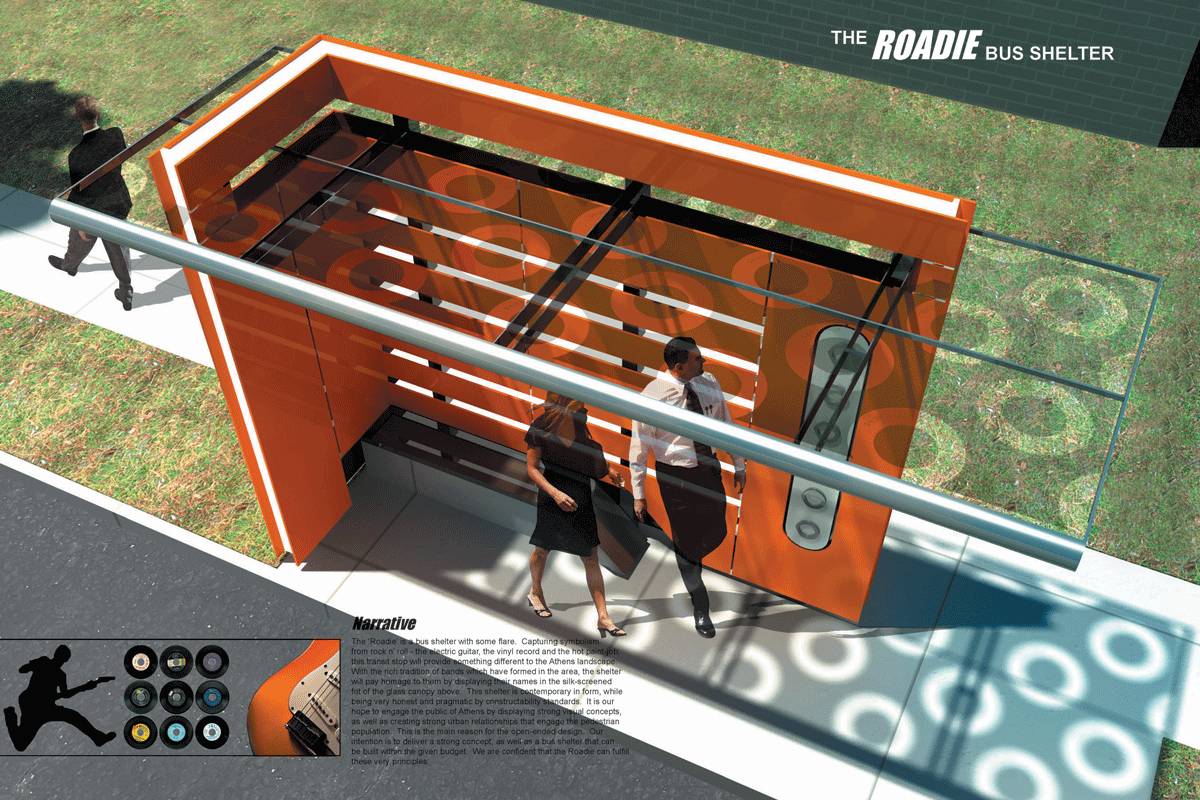 THE ROADIE BUS SHELTER
Narrative
The 'Roadie' is a bus shelter with some flare. Capturing symbolism
from rock n' roll - the electric guitar, the vinyl record and the hot paint job,
this transit stop will provide something different to the Athens landscape.
With the rich tradition of bands which have formed in the area, the shelter
will pay homage to them by displaying their names in the silk-screened
frit of the glass canopy above. This shelter is contemporary in form, while
being very honest and pragmatic by constructability standards. It is our
hope to engage the public of Athens by displaying strong visual concepts,
as well as creating strong urban relationships that engage the pedestrian
population. This is the main reason for the open-ended design. Our
intention is to deliver a strong concept, as well as a bus shelter that can
be built within the given budget. We are confident that the Roadie can fulfill
these very principles.